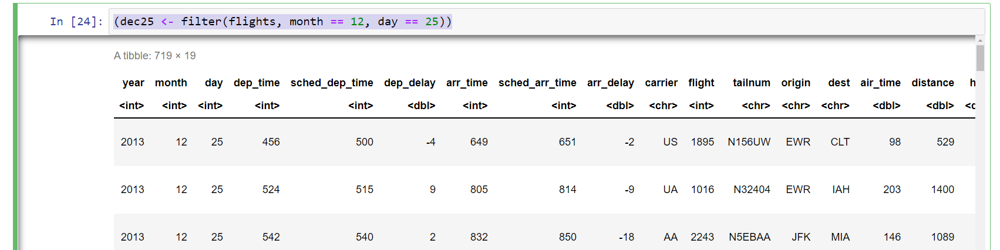 In [24]: (dec25 <- filter(flights, month == 12, day == 25))
A tibble: 719 × 19
year month day dep_time sched_dep_time dep_delay arr_time sched_arr_time arr_delay carrier flight tailnum origin dest air_time distance h
<int> <int> <int> <int> <int> <dbl> <int> <int> <dbl> <chr> <int> <chr> <chr> <chr> <dbl> <dbl> <d
2013 12 25 456 500 -4 649 651 -2 US 1895 N156UW EWR CLT 98 529
2013 12 25 524 515 9 805 814 -9 UA 1016 N32404 EWR IAH 203 1400
2013 12 25 542 540 2 832 850 -18 AA 2243 N5EBAA JFK MIA 146 1089